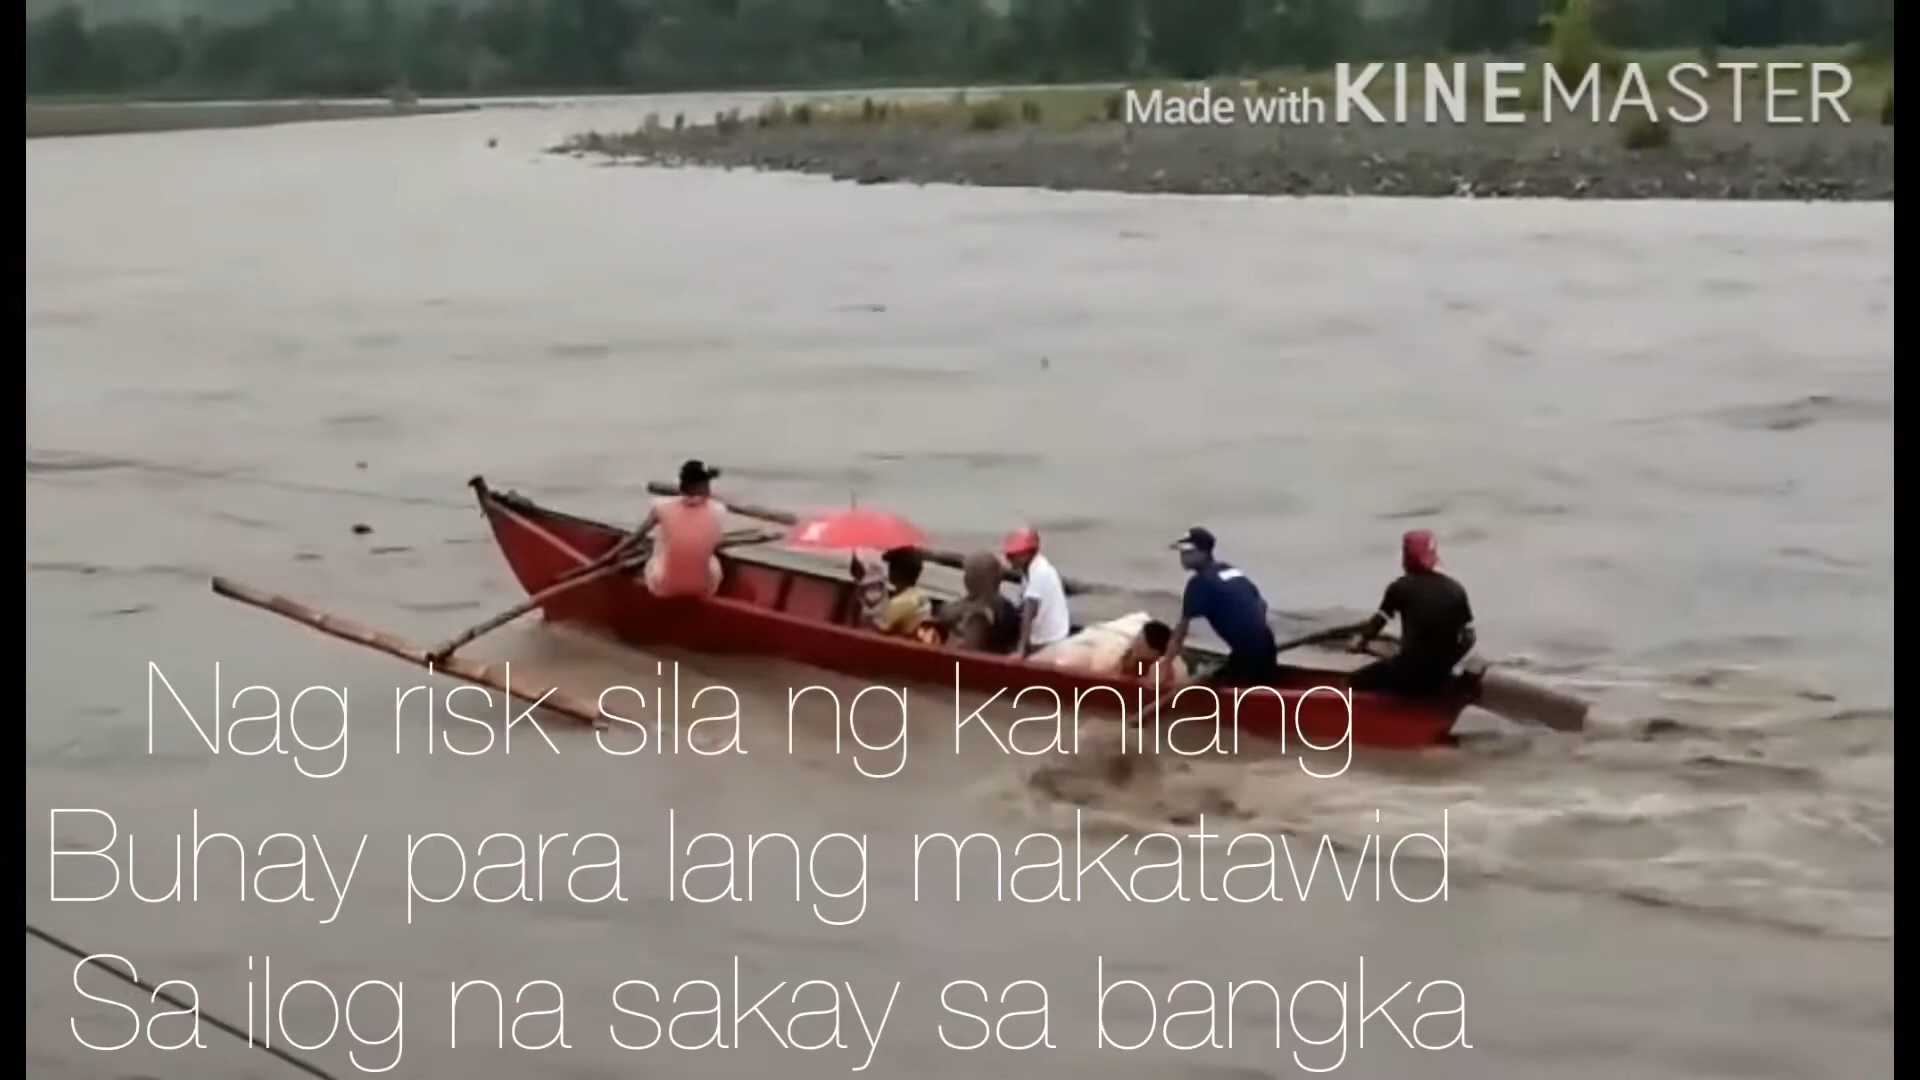 Made with KINEMASTER
Nag risk sila ng kanilang
Buhay para lang makatawid
Sa ilog na sakay sa bangka